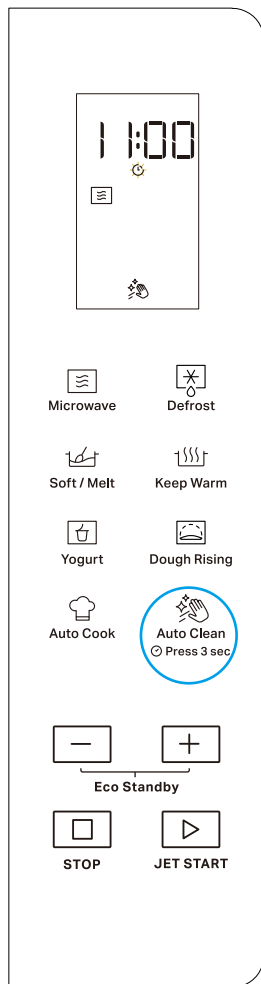 11:00
Microwave
Defrost
Soft / Melt
Keep Warm
Yogurt
Dough Rising
Auto Cook
Auto Clean
Press 3 sec
− +
Eco Standby
STOP
JET START